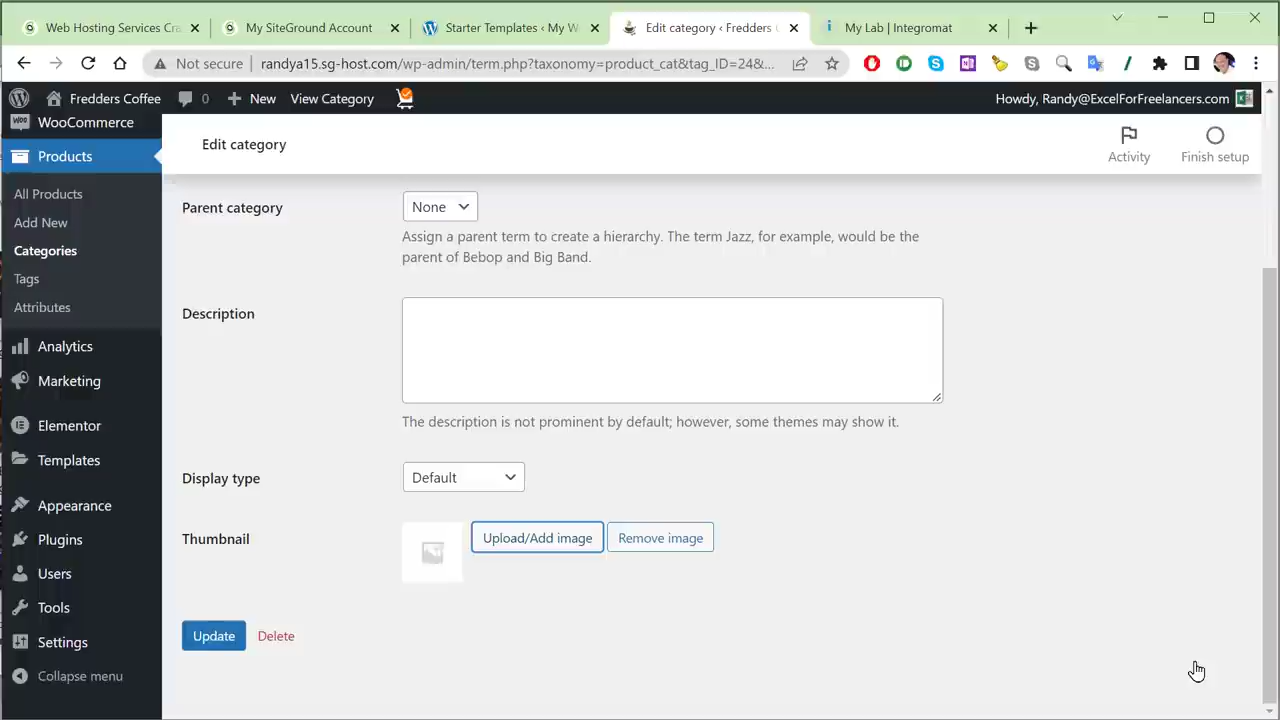 Web Hosting Services Cra
My SiteGround Account
Starter Templates ‹ My W
Edit category ‹ Fredders C
My Lab | Integromat
Not secure
randya15.sg-host.com/wp-admin/term.php?taxonomy=product_cat&tag_ID=24&...
Fredders Coffee
0
New
View Category
Howdy, Randy@ExcelForFreelancers.com
WooCommerce
Products
All Products
Add New
Categories
Tags
Attributes
Analytics
Marketing
Elementor
Templates
Appearance
Plugins
Users
Tools
Settings
Collapse menu
Edit category
Activity
Finish setup
Parent category
None
Assign a parent term to create a hierarchy. The term Jazz, for example, would be the
parent of Bebop and Big Band.
Description
The description is not prominent by default; however, some themes may show it.
Display type
Default
Thumbnail
Upload/Add image
Remove image
Update
Delete